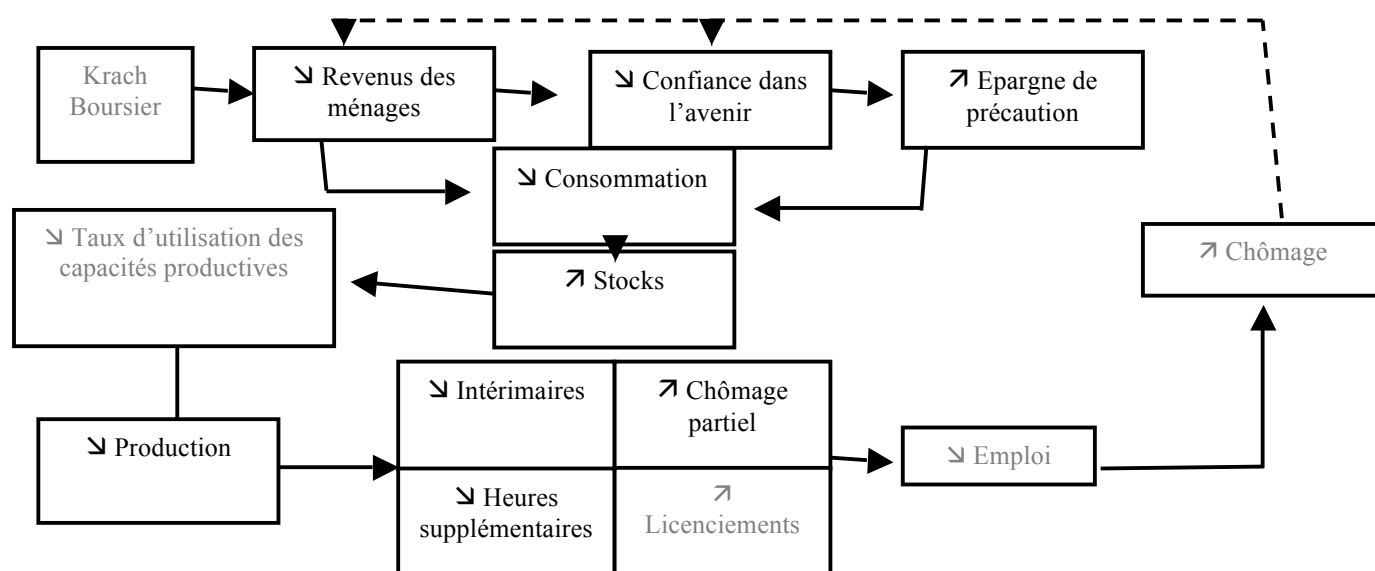 Krach
Boursier
↘ Revenus des
ménages
↘ Confiance dans
l’avenir
↗ Epargne de
précaution
↘ Consommation
↘ Taux d’utilisation des
capacités productives
↗ Stocks
↗ Chômage
↘ Intérimaires
↗ Chômage
partiel
↘ Production
↘ Emploi
↘ Heures
supplémentaires
↗
Licenciements